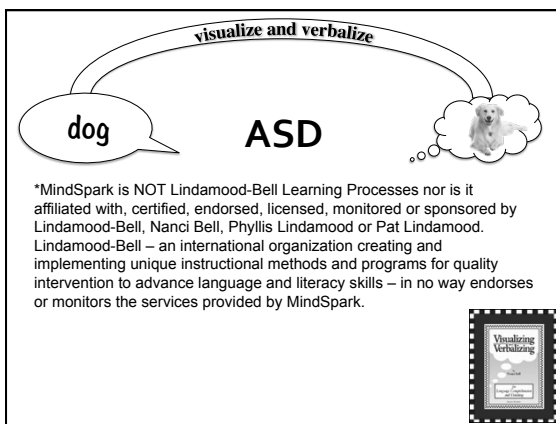 visualize and verbalize
dog
ASD
*MindSpark is NOT Lindamood-Bell Learning Processes nor is it
affiliated with, certified, endorsed, licensed, monitored or sponsored by
Lindamood-Bell, Nanci Bell, Phyllis Lindamood or Pat Lindamood.
Lindamood-Bell – an international organization creating and
implementing unique instructional methods and programs for quality
intervention to advance language and literacy skills – in no way endorses
or monitors the services provided by MindSpark.
Visualizing
Verbalizing